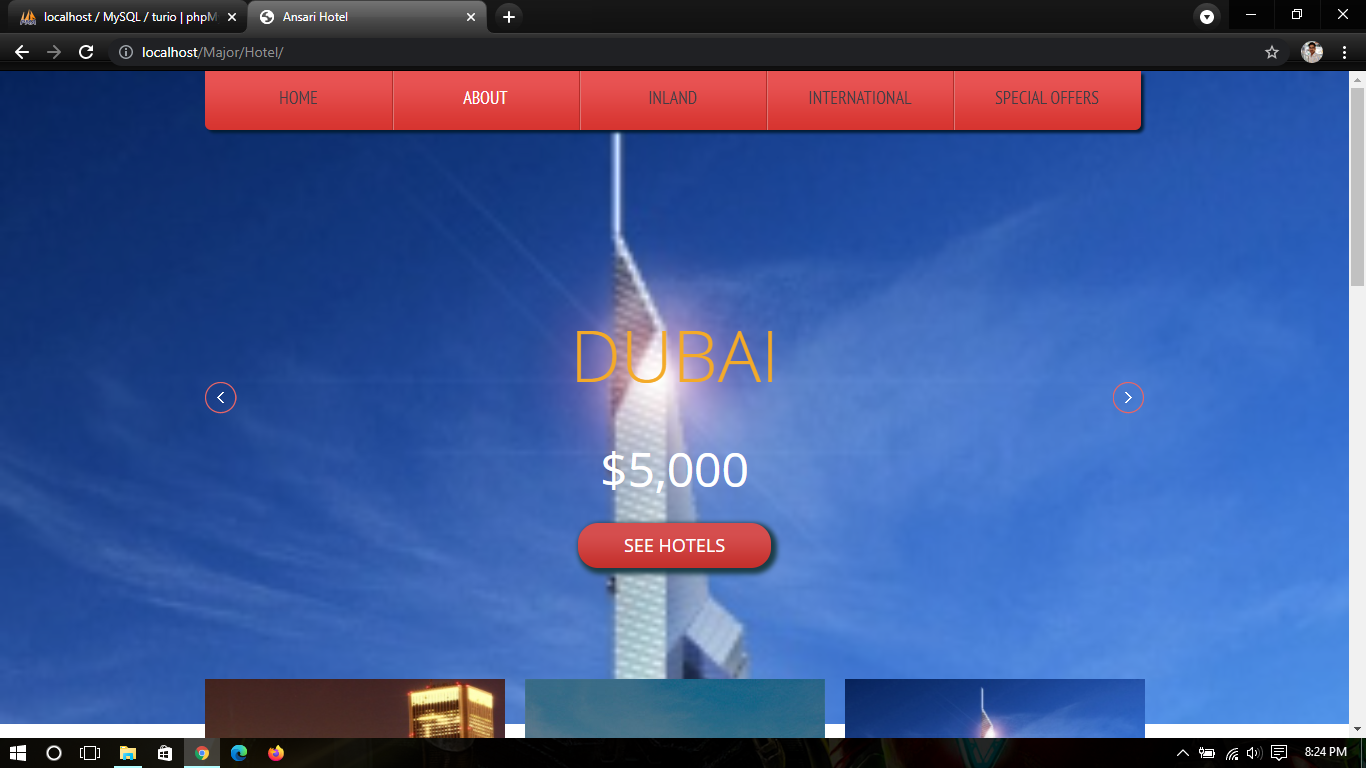 localhost / MySQL / turio | phpM
Ansari Hotel
localhost/Major/Hotel/
HOME
ABOUT
INLAND
INTERNATIONAL
SPECIAL OFFERS
DUBAI
$5,000
SEE HOTELS
8:24 PM